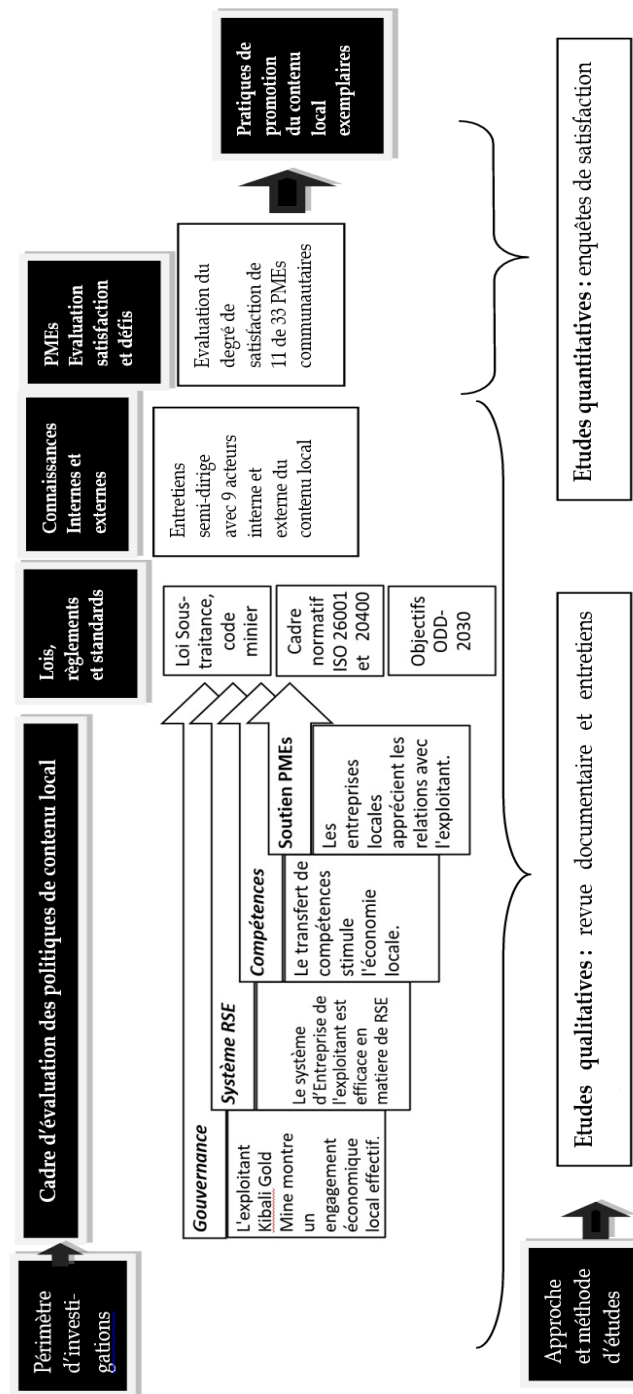 Périmètre
d'investi-
gations
Cadre d'évaluation des politiques de contenu local
Lois,
règlements
et standards
Connaissances
Internes et
externes
PMEs
Evaluation
satisfaction
et défis
Gouvernance
L'exploitant
Kibali Gold
Mine montre
un
engagement
économique
local effectif.
Système RSE
Le système
d'Entreprise de
l'exploitant est
efficace en
matiere de RSE
Compétences
Le transfert de
compétences
stimule
l'économie
locale.
Soutien PMEs
Les
entreprises
locales
apprécient les
relations avec
l'exploitant.
Loi Sous-
traitance,
code
minier
Cadre
normatif
ISO 26001
et 20400
Objectifs
ODD-
2030
Entretiens
semi-dirige
avec 9 acteurs
interne et
externe du
contenu local
Evaluation du
degré de
satisfaction de
11 de 33 PMEs
communautaires
Pratiques de
promotion
du contenu
local
exemplaires
Approche
et méthode
d'études
Etudes qualitatives : revue documentaire et entretiens
Etudes quantitatives : enquêtes de satisfaction